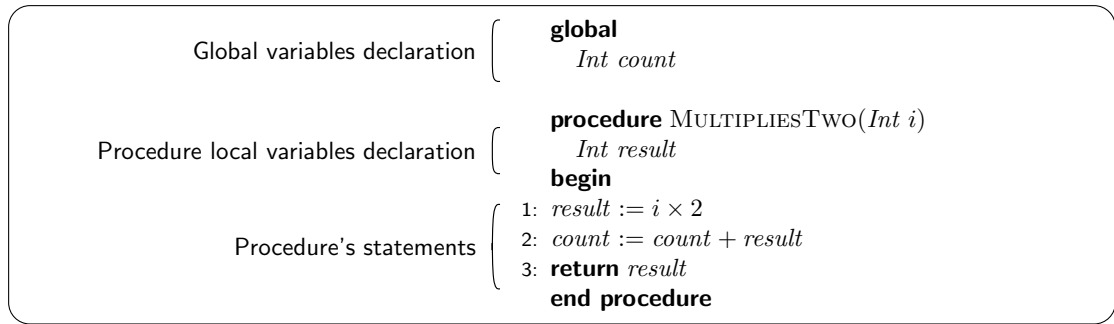 Global variables declaration
global
Int count
Procedure local variables declaration
procedure MULTIPLIESTWO(Int i)
Int result
begin
Procedure's statements
1: result := i × 2
2: count := count + result
3: return result
end procedure